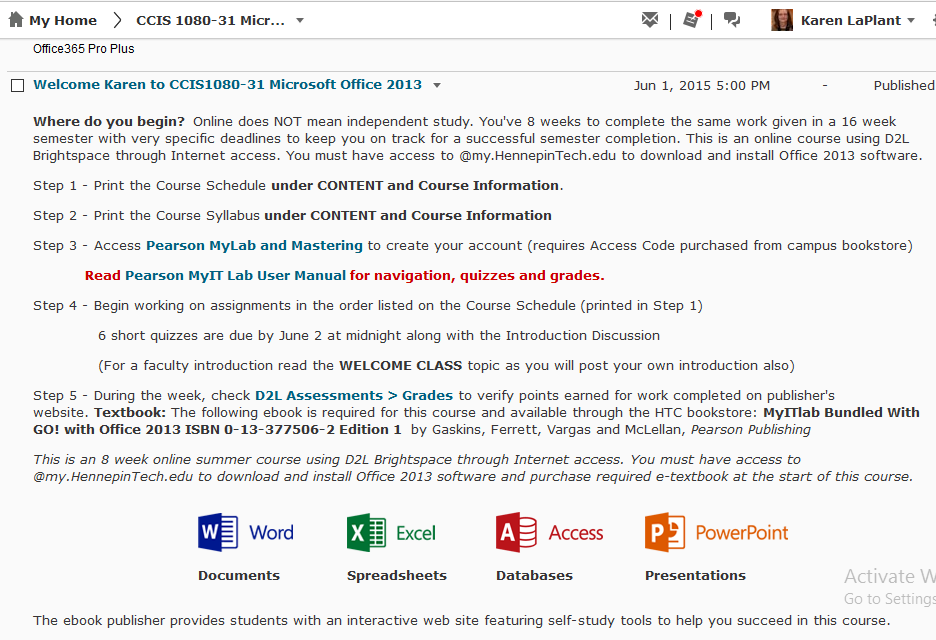 My Home > CCIS 1080-31 Micr... Karen LaPlant
Office365 Pro Plus
Welcome Karen to CCIS1080-31 Microsoft Office 2013 Jun 1, 2015 5:00 PM - Published
Where do you begin? Online does NOT mean independent study. You've 8 weeks to complete the same work given in a 16 week
semester with very specific deadlines to keep you on track for a successful semester completion. This is an online course using D2L
Brightspace through Internet access. You must have access to @my.HennepinTech.edu to download and install Office 2013 software.
Step 1 - Print the Course Schedule under CONTENT and Course Information.
Step 2 - Print the Course Syllabus under CONTENT and Course Information
Step 3 - Access Pearson MyLab and Mastering to create your account (requires Access Code purchased from campus bookstore)
Read Pearson MyIT Lab User Manual for navigation, quizzes and grades.
Step 4 - Begin working on assignments in the order listed on the Course Schedule (printed in Step 1)
6 short quizzes are due by June 2 at midnight along with the Introduction Discussion
(For a faculty introduction read the WELCOME CLASS topic as you will post your own introduction also)
Step 5 - During the week, check D2L Assessments > Grades to verify points earned for work completed on publisher's
website. Textbook: The following ebook is required for this course and available through the HTC bookstore: MyITlab Bundled With
GO! with Office 2013 ISBN 0-13-377506-2 Edition 1 by Gaskins, Ferrett, Vargas and McLellan, Pearson Publishing
This is an 8 week online summer course using D2L Brightspace through Internet access. You must have access to
@my.HennepinTech.edu to download and install Office 2013 software and purchase required e-textbook at the start of this course.
W Word X Excel A Access P PowerPoint
Documents Spreadsheets Databases Presentations
Activate W
Go to Settings
The ebook publisher provides students with an interactive web site featuring self-study tools to help you succeed in this course.